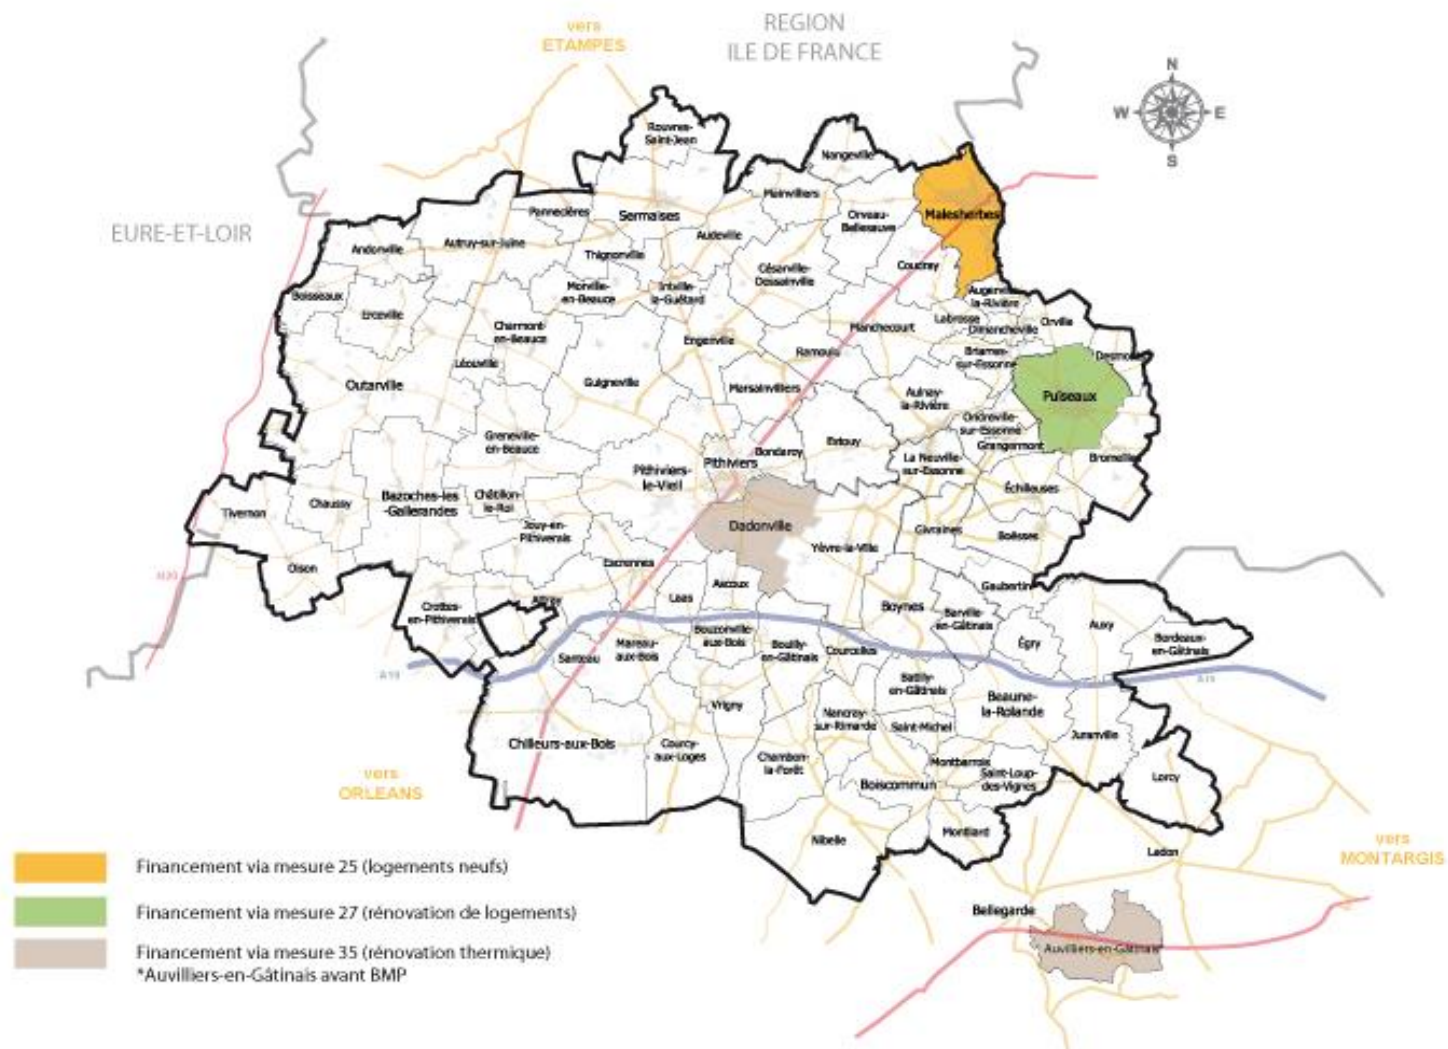 vers
ETAMPES
REGION
ILE DE FRANCE
N
W
E
S
EURE-ET-LOIR
Rouvres-
Saint-Jean
Nangeville
Mainvilliers
Malesherbes
Orveau-
Bellesauve
Pannecières
Sermaises
Audeville
Autruy-sur-Juine
Andonville
Thignonville
Césarville-
Dossainville
Coudray
Morville-
en-Beauce
Intville-
la-Guétard
Boisseaux
Erceville
Augerville-
la-Rivière
Labrosse
Orville
Dimancheville
Charmont-
en-Beauce
Manchecourt
Engenville
Ramoulu
Briarres-
sur-Essonne
Desmonts
Léouville
Outarville
Guigneville
Marsainvilliers
Aulnay-
la-Rivière
Puiseaux
Ondreville-
sur-Essonne
Grangermont
Greneville-
en-Beauce
Estouy
Bondaroy
Pithiviers
Pithiviers-
le-Vieil
La Neuville-
sur-Essonne
Bromeilles
Échilleuses
Bazoches-les
-Gallerandes
Châtillon-
le-Roi
Chaussy
Tivernon
Jouy-en-
Pithiverais
Dadonville
Givraines
Boësses
Yèvre-la-Ville
Oison
Escrennes
Ascoux
Gaubertin
A10
Laas
Crottes-
en-Pithiverais
Attray
Boynes
Barville-
en-Gâtinais
Auxy
Égry
Bordeaux-
en-Gâtinais
Bouzonville-
aux-Bois
Mareau-
aux-Bois
Bouilly-
en-Gâtinais
Courcelles
Santeau
A19
A19
Batilly-
en-Gâtinais
Beaune-
la-Rolande
Vrigny
Nancray-
sur-Rimarde
Saint-Michel
Juranville
Chilleurs-aux-Bois
Courcy-
aux-Loges
Chambon-
la-Forêt
Montbarrois
Saint-Loup-
des-Vignes
Lorcy
Boiscommun
vers
ORLEANS
Nibelle
Montliard
Ladon
vers
MONTARGIS
Bellegarde
Auvilliers-en-Gâtinais*
Financement via mesure 25 (logements neufs)
Financement via mesure 27 (rénovation de logements)
Financement via mesure 35 (rénovation thermique)
*Auvilliers-en-Gâtinais avant BMP